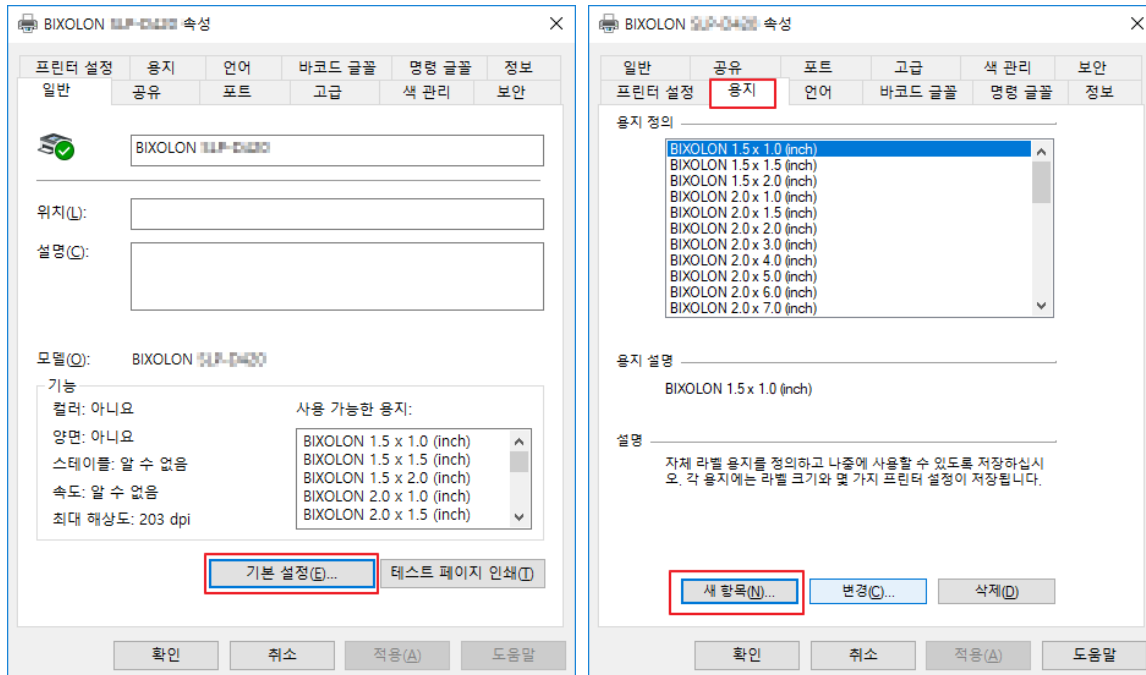 BIXOLON 속성
프린터 설정 용지 언어 바코드 글꼴 명령 글꼴 정보
일반 공유 포트 고급 색 관리 보안
BIXOLON
위치(L):
설명(C):
모델(O): BIXOLON
기능
컬러: 아니요
양면: 아니요
스테이플: 알 수 없음
속도: 알 수 없음
최대 해상도: 203 dpi
사용 가능한 용지:
BIXOLON 1.5 x 1.0 (inch)
BIXOLON 1.5 x 1.5 (inch)
BIXOLON 1.5 x 2.0 (inch)
BIXOLON 2.0 x 1.0 (inch)
BIXOLON 2.0 x 1.5 (inch)
기본 설정(E)... 테스트 페이지 인쇄(T)
확인 취소 적용(A) 도움말
BIXOLON 속성
일반 공유 포트 고급 색 관리 보안
프린터 설정 용지 언어 바코드 글꼴 명령 글꼴 정보
용지 정의
BIXOLON 1.5 x 1.0 (inch)
BIXOLON 1.5 x 1.5 (inch)
BIXOLON 1.5 x 2.0 (inch)
BIXOLON 2.0 x 1.0 (inch)
BIXOLON 2.0 x 1.5 (inch)
BIXOLON 2.0 x 2.0 (inch)
BIXOLON 2.0 x 3.0 (inch)
BIXOLON 2.0 x 4.0 (inch)
BIXOLON 2.0 x 5.0 (inch)
BIXOLON 2.0 x 6.0 (inch)
BIXOLON 2.0 x 7.0 (inch)
용지 설명
BIXOLON 1.5 x 1.0 (inch)
설명
자체 라벨 용지를 정의하고 나중에 사용할 수 있도록 저장하십시
오. 각 용지에는 라벨 크기와 몇 가지 프린터 설정이 저장됩니다.
새 항목(N)... 변경(C)... 삭제(D)
확인 취소 적용(A) 도움말